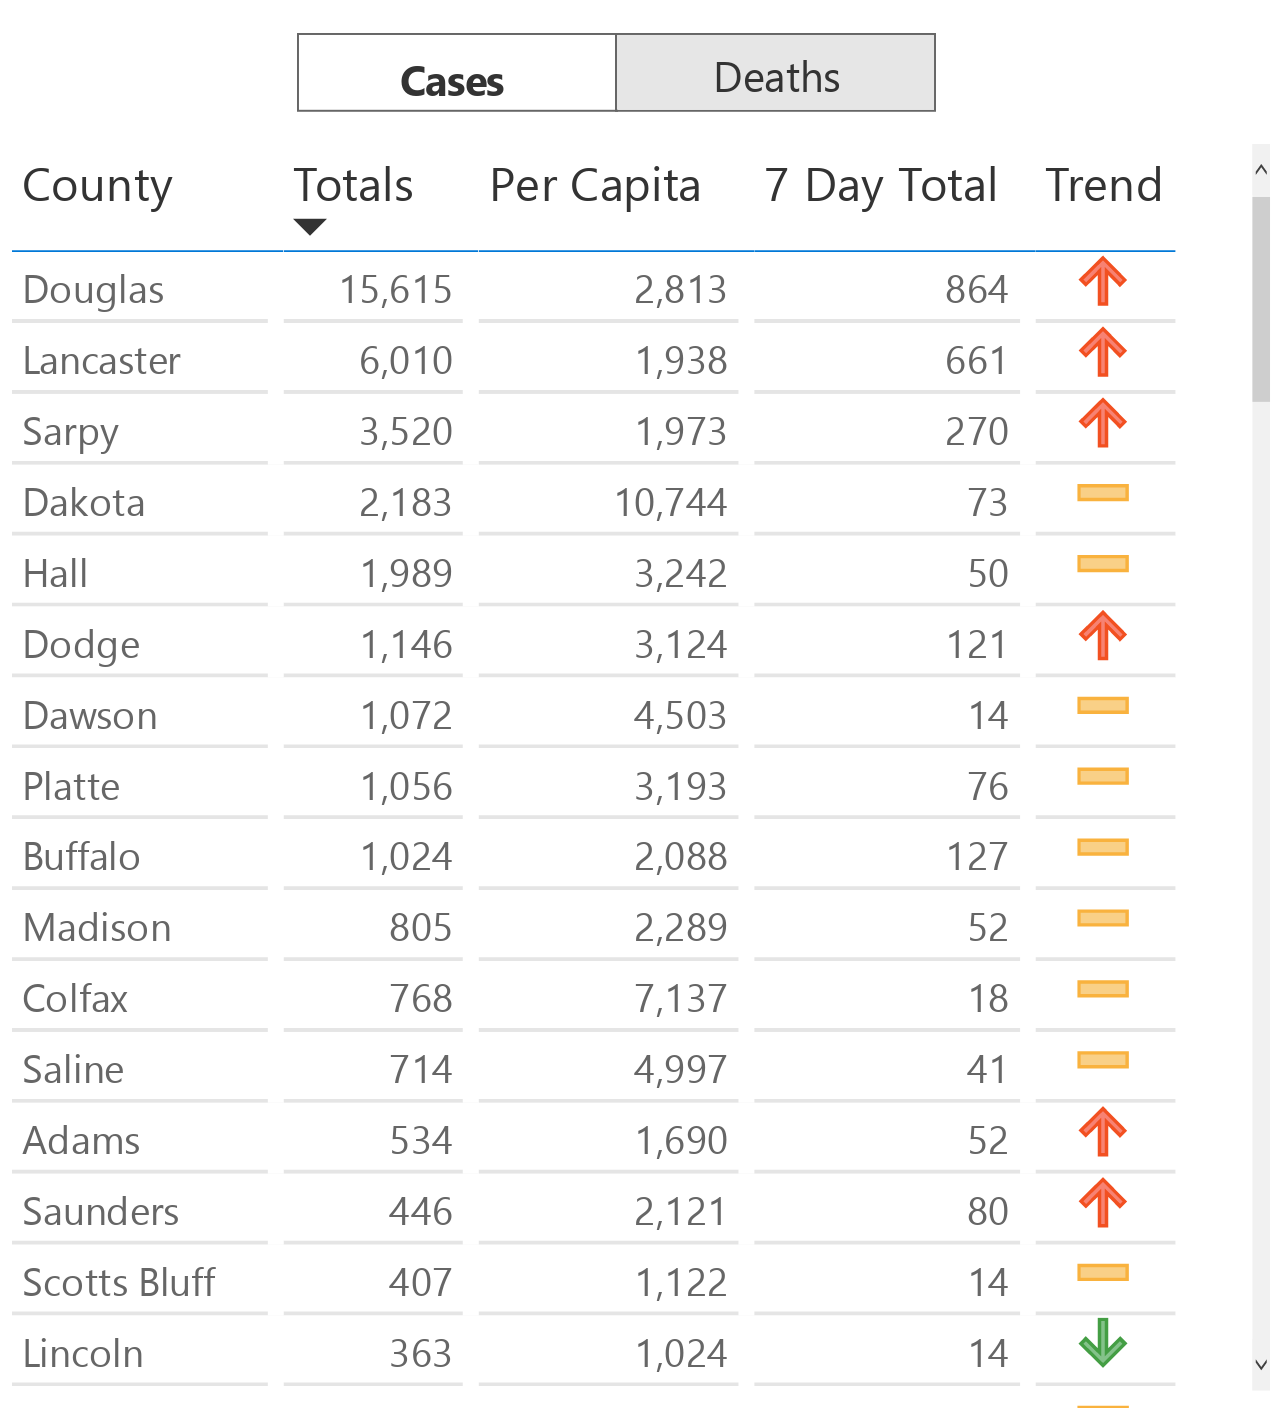 Cases Deaths
County Totals Per Capita 7 Day Total Trend
Douglas 15,615 2,813 864
Lancaster 6,010 1,938 661
Sarpy 3,520 1,973 270
Dakota 2,183 10,744 73
Hall 1,989 3,242 50
Dodge 1,146 3,124 121
Dawson 1,072 4,503 14
Platte 1,056 3,193 76
Buffalo 1,024 2,088 127
Madison 805 2,289 52
Colfax 768 7,137 18
Saline 714 4,997 41
Adams 534 1,690 52
Saunders 446 2,121 80
Scotts Bluff 407 1,122 14
Lincoln 363 1,024 14